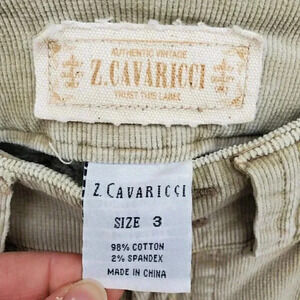 AUTHENTIC VINTAGE
Z. CAVARICCI
TRUST THIS LABEL
Z. CAVARICCI
SIZE 3
98% COTTON
2% SPANDEX
MADE IN CHINA